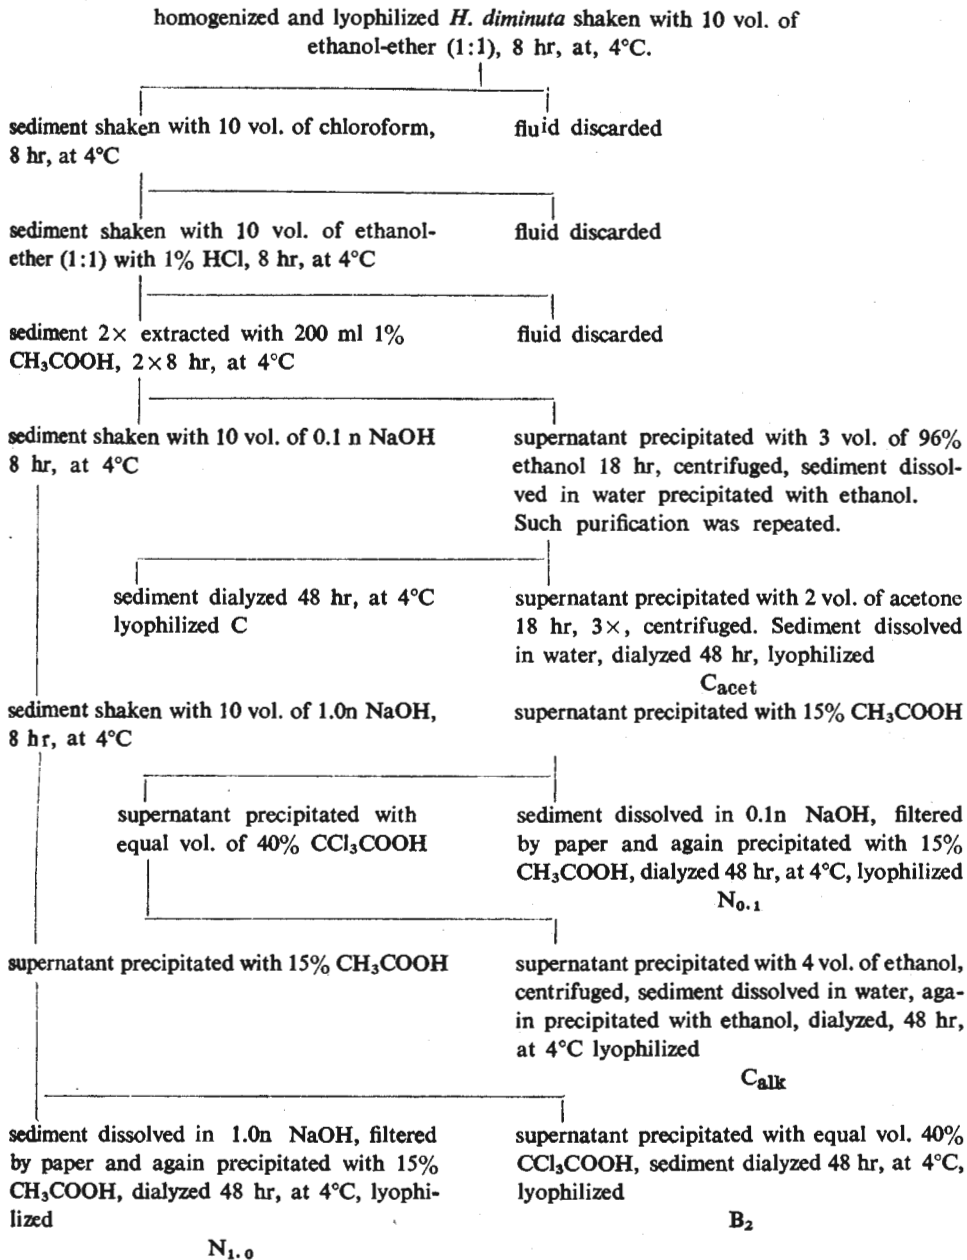 homogenized and lyophilized H. diminuta shaken with 10 vol. of
ethanol-ether (1:1), 8 hr, at, 4°C.
sediment shaken with 10 vol. of chloroform,
8 hr, at 4°C
fluid discarded
sediment shaken with 10 vol. of ethanol-
ether (1:1) with 1% HCl, 8 hr, at 4°C
fluid discarded
sediment 2× extracted with 200 ml 1%
CH₃COOH, 2×8 hr, at 4°C
fluid discarded
sediment shaken with 10 vol. of 0.1 n NaOH
8 hr, at 4°C
supernatant precipitated with 3 vol. of 96%
ethanol 18 hr, centrifuged, sediment dissol-
ved in water precipitated with ethanol.
Such purification was repeated.
sediment dialyzed 48 hr, at 4°C
lyophilized C
supernatant precipitated with 2 vol. of acetone
18 hr, 3×, centrifuged. Sediment dissolved
in water, dialyzed 48 hr, lyophilized
Cacet
sediment shaken with 10 vol. of 1.0n NaOH,
8 hr, at 4°C
supernatant precipitated with 15% CH₃COOH
supernatant precipitated with
equal vol. of 40% CCl₃COOH
sediment dissolved in 0.1n NaOH, filtered
by paper and again precipitated with 15%
CH₃COOH, dialyzed 48 hr, at 4°C, lyophilized
N₀.₁
supernatant precipitated with 15% CH₃COOH
supernatant precipitated with 4 vol. of ethanol,
centrifuged, sediment dissolved in water, aga-
in precipitated with ethanol, dialyzed, 48 hr,
at 4°C lyophilized
Calk
sediment dissolved in 1.0n NaOH, filtered
by paper and again precipitated with 15%
CH₃COOH, dialyzed 48 hr, at 4°C, lyophi-
lized
N₁.₀
supernatant precipitated with equal vol. 40%
CCl₃COOH, sediment dialyzed 48 hr, at 4°C,
lyophilized
B₂